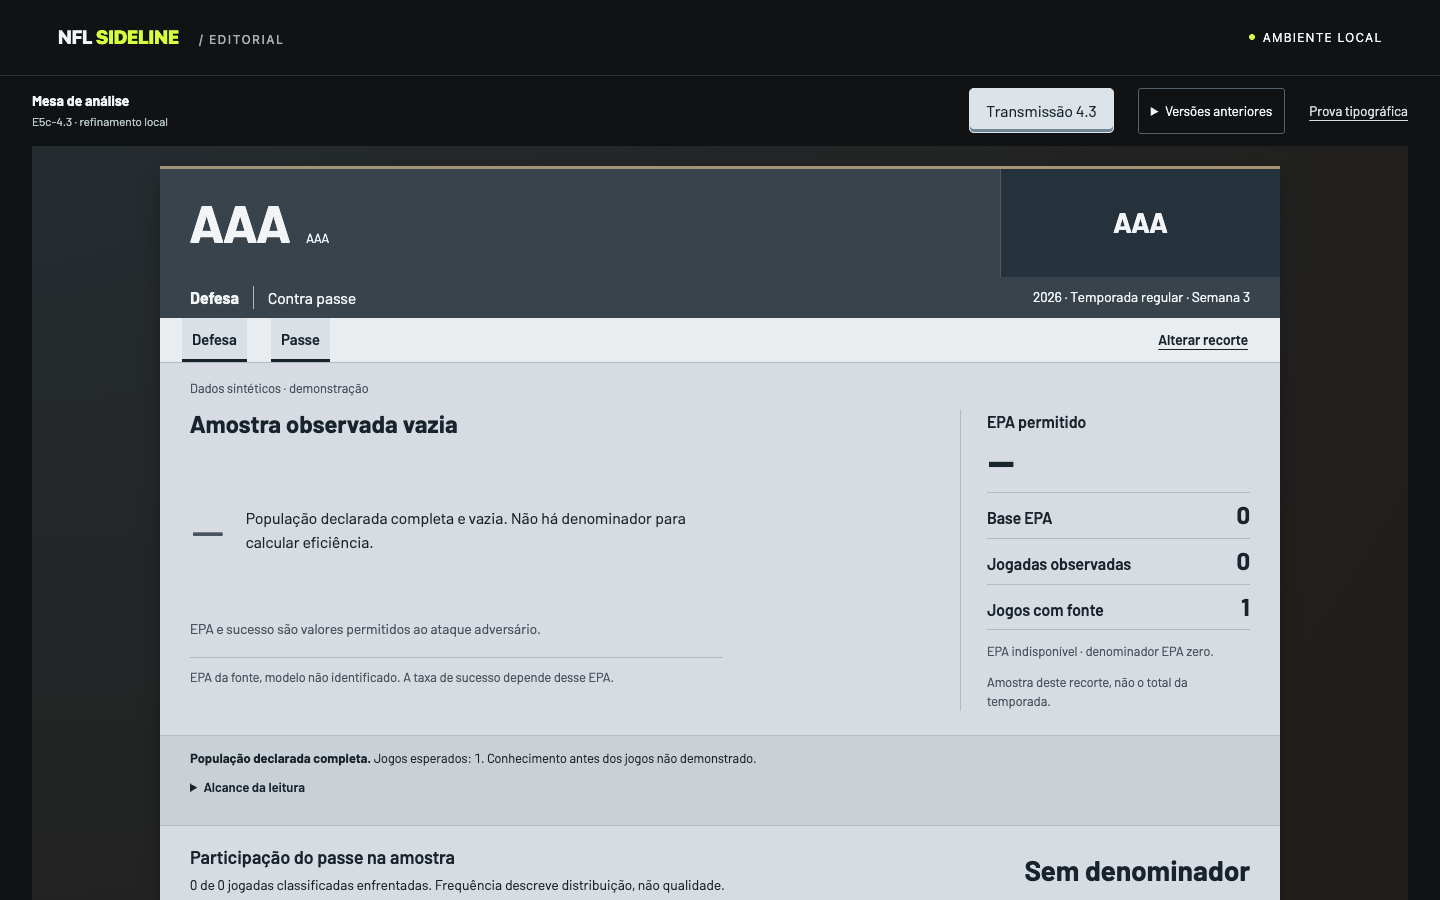 NFL SIDELINE / EDITORIAL
AMBIENTE LOCAL
Mesa de análise
E5c-4.3 · refinamento local
Transmissão 4.3
Versões anteriores
Prova tipográfica
AAA AAA
AAA
Defesa Contra passe
2026 · Temporada regular · Semana 3
Defesa Passe
Alterar recorte
Dados sintéticos · demonstração
Amostra observada vazia
— População declarada completa e vazia. Não há denominador para
calcular eficiência.
EPA e sucesso são valores permitidos ao ataque adversário.
EPA da fonte, modelo não identificado. A taxa de sucesso depende desse EPA.
EPA permitido
—
Base EPA 0
Jogadas observadas 0
Jogos com fonte 1
EPA indisponível · denominador EPA zero.
Amostra deste recorte, não o total da
temporada.
População declarada completa. Jogos esperados: 1. Conhecimento antes dos jogos não demonstrado.
Alcance da leitura
Participação do passe na amostra
0 de 0 jogadas classificadas enfrentadas. Frequência descreve distribuição, não qualidade.
Sem denominador